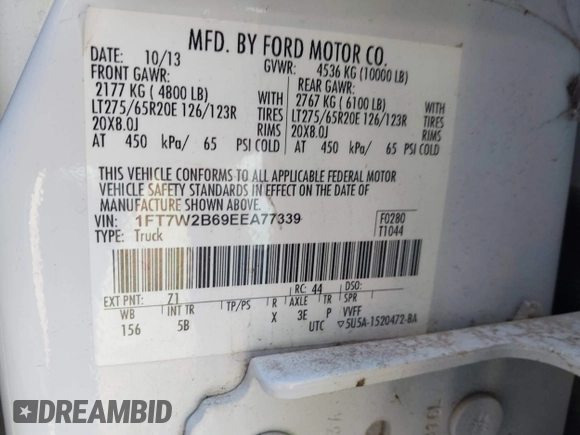 MFD. BY FORD MOTOR CO.
DATE: 10/13 GVWR: 4536 KG (10000 LB)
FRONT GAWR: REAR GAWR:
2177 KG ( 4800 LB) WITH 2767 KG ( 6100 LB) WITH
LT275/65R20E 126/123R TIRES LT275/65R20E 126/123R TIRES
20X8.0J RIMS 20X8.0J RIMS
AT 450 kPa/ 65 PSI COLD AT 450 kPa/ 65 PSI COLD
THIS VEHICLE CONFORMS TO ALL APPLICABLE FEDERAL MOTOR
VEHICLE SAFETY STANDARDS IN EFFECT ON THE DATE OF
MANUFACTURE SHOWN ABOVE.
VIN: 1FT7W2B69EEA77339 F0280
TYPE: Truck T1044
EXT PNT: Z1 RC: 44 DSO:
WB INT TR TP/PS R AXLE TR SPR
156 5B X 3E P VVFF
UTC ▽5U5A-1520472-BA
DREAMBID